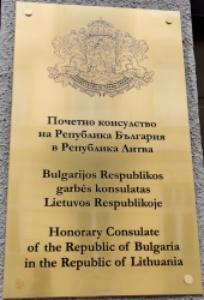 Почетно консулство
на Република България
в Република Литва
Bulgarijos Respublikos
garbės konsulatas
Lietuvos Respublikoje
Honorary Consulate
of the Republic of Bulgaria
in the Republic of Lithuania